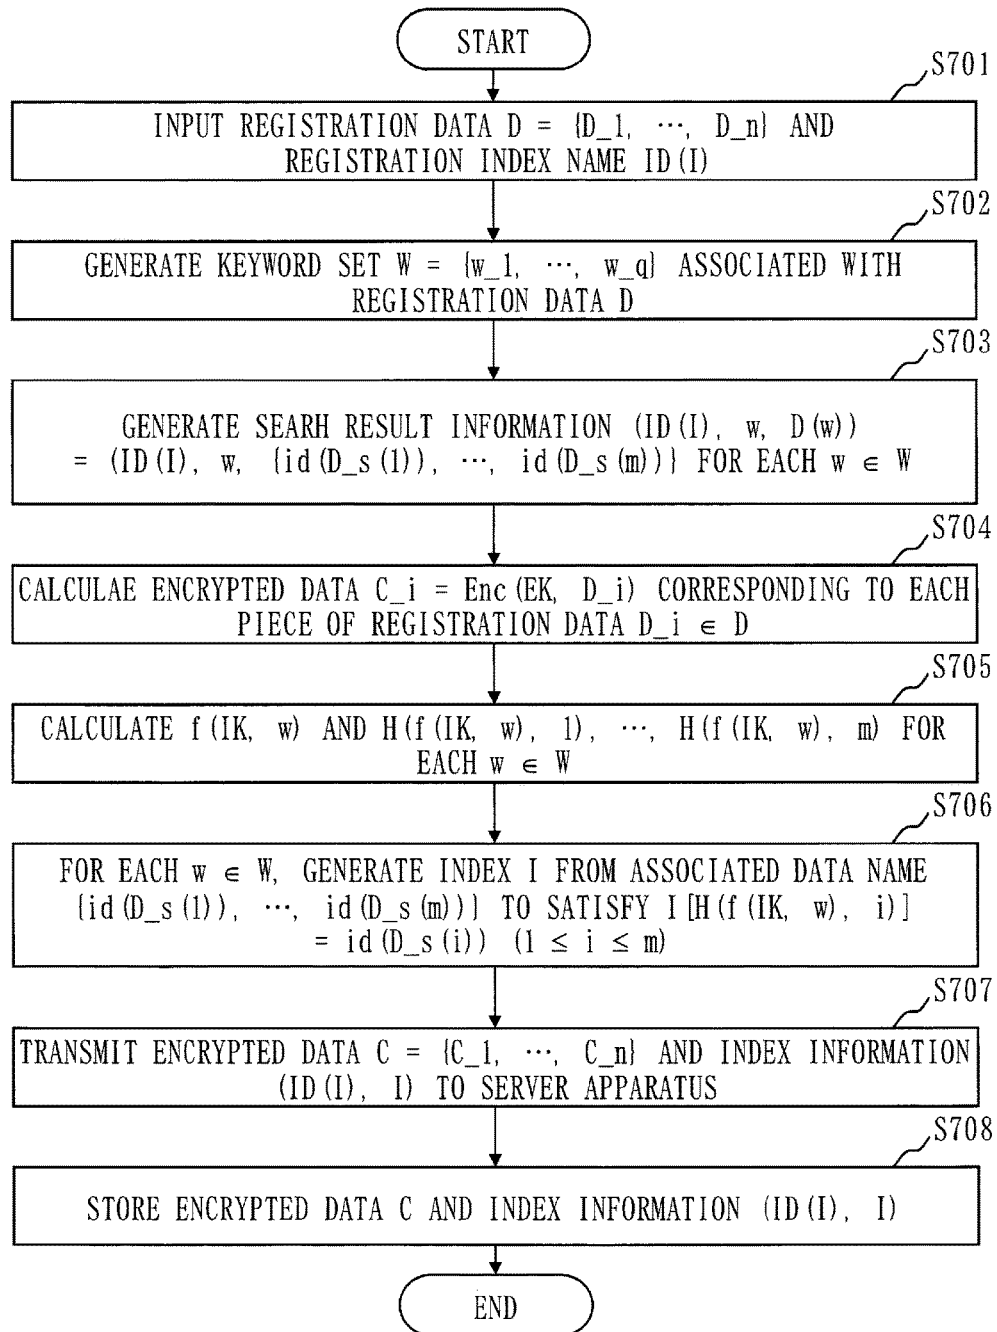 START
S701
INPUT REGISTRATION DATA D = {D_1, ⋯, D_n} AND
REGISTRATION INDEX NAME ID(I)
S702
GENERATE KEYWORD SET W = {w_1, ⋯, w_q} ASSOCIATED WITH
REGISTRATION DATA D
S703
GENERATE SEARH RESULT INFORMATION (ID(I), w, D(w))
= (ID(I), w, {id(D_s(1)), ⋯, id(D_s(m))} FOR EACH w ∈ W
S704
CALCULAE ENCRYPTED DATA C_i = Enc(EK, D_i) CORRESPONDING TO EACH
PIECE OF REGISTRATION DATA D_i ∈ D
S705
CALCULATE f(IK, w) AND H(f(IK, w), 1), ⋯, H(f(IK, w), m) FOR
EACH w ∈ W
S706
FOR EACH w ∈ W, GENERATE INDEX I FROM ASSOCIATED DATA NAME
{id(D_s(1)), ⋯, id(D_s(m))} TO SATISFY I[H(f(IK, w), i)]
= id(D_s(i)) (1 ≤ i ≤ m)
S707
TRANSMIT ENCRYPTED DATA C = {C_1, ⋯, C_n} AND INDEX INFORMATION
(ID(I), I) TO SERVER APPARATUS
S708
STORE ENCRYPTED DATA C AND INDEX INFORMATION (ID(I), I)
END